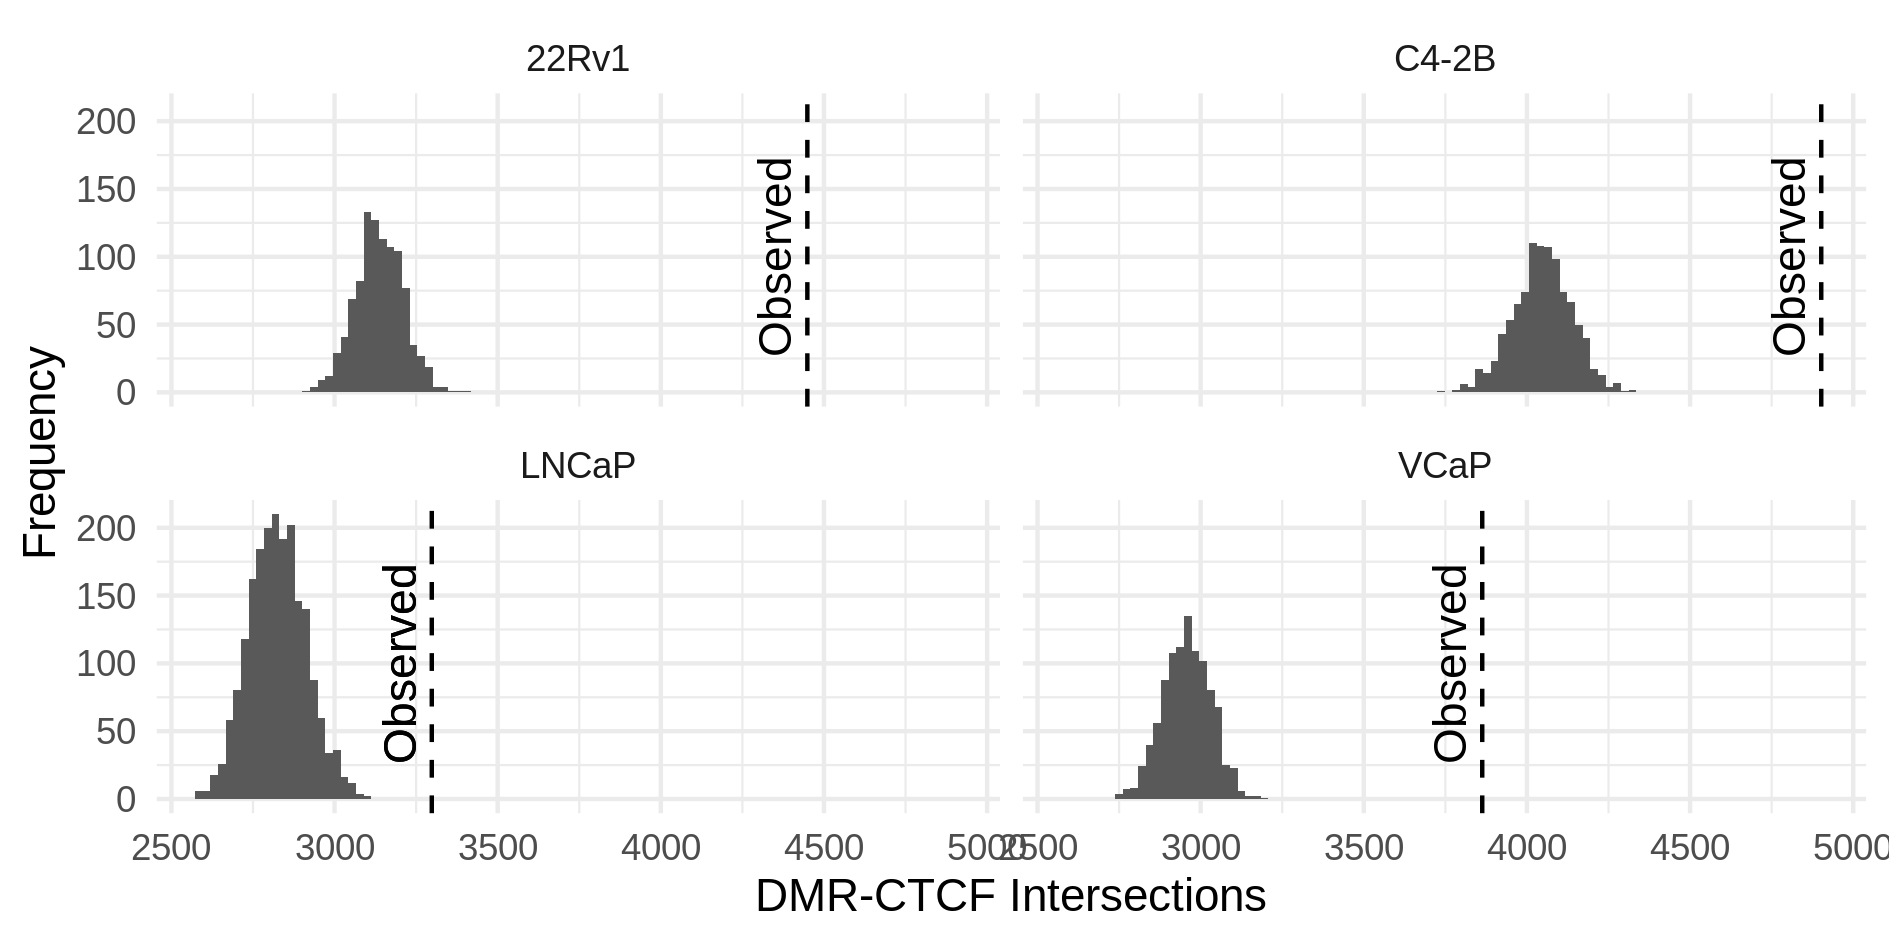 22Rv1
C4-2B
200
150
100
50
0
Observed
Observed
LNCaP
VCaP
200
150
100
50
0
Observed
Observed
Frequency
2500 3000 3500 4000 4500 5000 2500 3000 3500 4000 4500 5000
DMR-CTCF Intersections